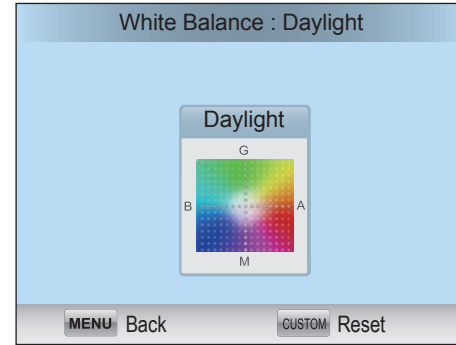 White Balance : Daylight
Daylight
G
B A
M
MENU Back CUSTOM Reset